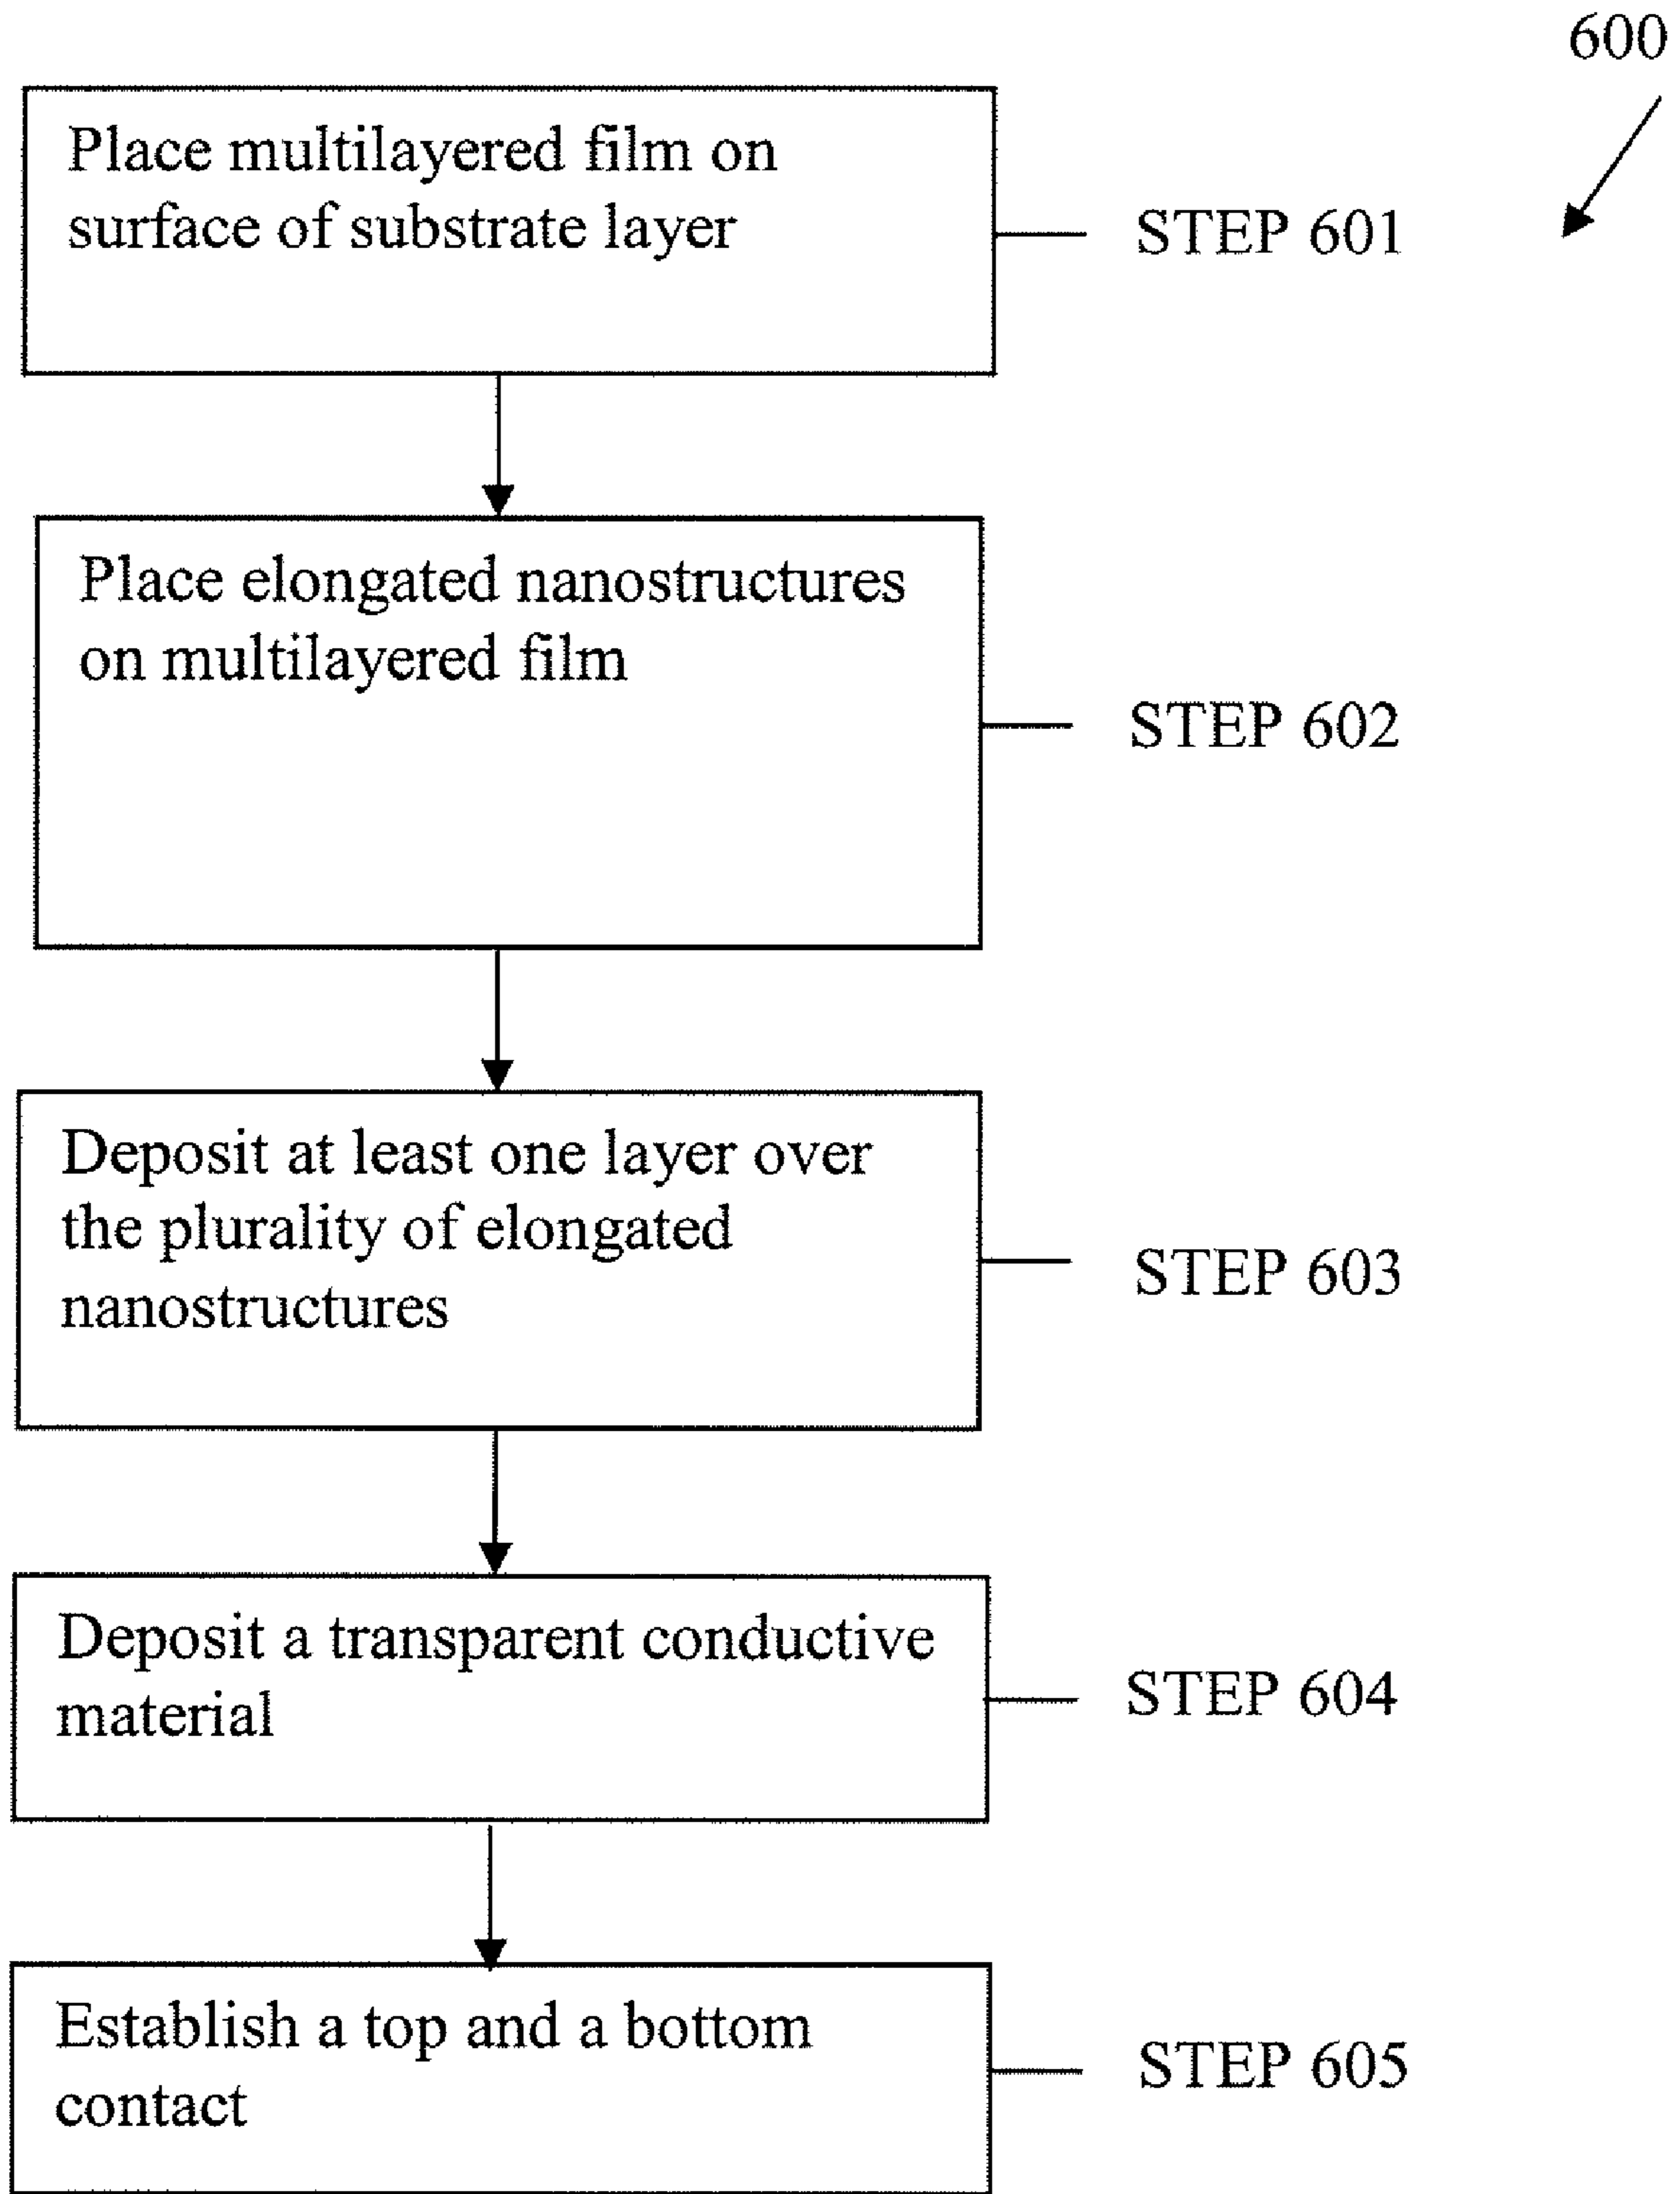 600
Place multilayered film on
surface of substrate layer
STEP 601
Place elongated nanostructures
on multilayered film
STEP 602
Deposit at least one layer over
the plurality of elongated
nanostructures
STEP 603
Deposit a transparent conductive
material
STEP 604
Establish a top and a bottom
contact
STEP 605